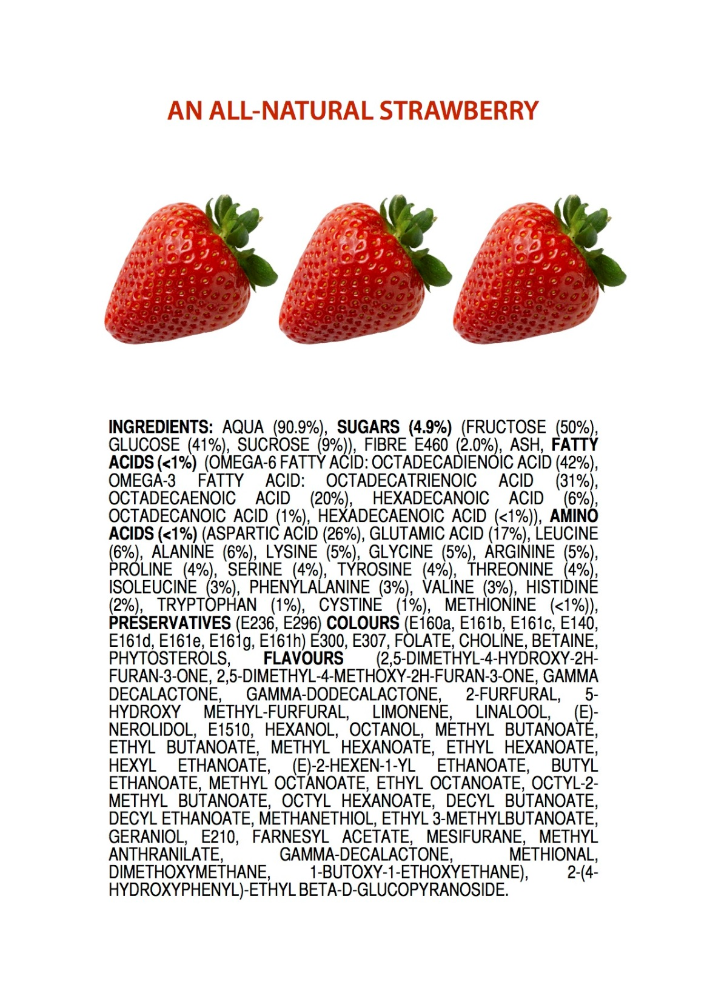 AN ALL-NATURAL STRAWBERRY
INGREDIENTS: AQUA (90.9%), SUGARS (4.9%) (FRUCTOSE (50%),
GLUCOSE (41%), SUCROSE (9%)), FIBRE E460 (2.0%), ASH, FATTY
ACIDS (<1%) (OMEGA-6 FATTY ACID: OCTADECADIENOIC ACID (42%),
OMEGA-3 FATTY ACID: OCTADECATRIENOIC ACID (31%),
OCTADECAENOIC ACID (20%), HEXADECANOIC ACID (6%),
OCTADECANOIC ACID (1%), HEXADECAENOIC ACID (<1%)), AMINO
ACIDS (<1%) (ASPARTIC ACID (26%), GLUTAMIC ACID (17%), LEUCINE
(6%), ALANINE (6%), LYSINE (5%), GLYCINE (5%), ARGININE (5%),
PROLINE (4%), SERINE (4%), TYROSINE (4%), THREONINE (4%),
ISOLEUCINE (3%), PHENYLALANINE (3%), VALINE (3%), HISTIDINE
(2%), TRYPTOPHAN (1%), CYSTINE (1%), METHIONINE (<1%)),
PRESERVATIVES (E236, E296) COLOURS (E160a, E161b, E161c, E140,
E161d, E161e, E161g, E161h) E300, E307, FOLATE, CHOLINE, BETAINE,
PHYTOSTEROLS, FLAVOURS (2,5-DIMETHYL-4-HYDROXY-2H-
FURAN-3-ONE, 2,5-DIMETHYL-4-METHOXY-2H-FURAN-3-ONE, GAMMA
DECALACTONE, GAMMA-DODECALACTONE, 2-FURFURAL, 5-
HYDROXY METHYL-FURFURAL, LIMONENE, LINALOOL, (E)-
NEROLIDOL, E1510, HEXANOL, OCTANOL, METHYL BUTANOATE,
ETHYL BUTANOATE, METHYL HEXANOATE, ETHYL HEXANOATE,
HEXYL ETHANOATE, (E)-2-HEXEN-1-YL ETHANOATE, BUTYL
ETHANOATE, METHYL OCTANOATE, ETHYL OCTANOATE, OCTYL-2-
METHYL BUTANOATE, OCTYL HEXANOATE, DECYL BUTANOATE,
DECYL ETHANOATE, METHANETHIOL, ETHYL 3-METHYLBUTANOATE,
GERANIOL, E210, FARNESYL ACETATE, MESIFURANE, METHYL
ANTHRANILATE, GAMMA-DECALACTONE, METHIONAL,
DIMETHOXYMETHANE, 1-BUTOXY-1-ETHOXYETHANE), 2-(4-
HYDROXYPHENYL)-ETHYL BETA-D-GLUCOPYRANOSIDE.